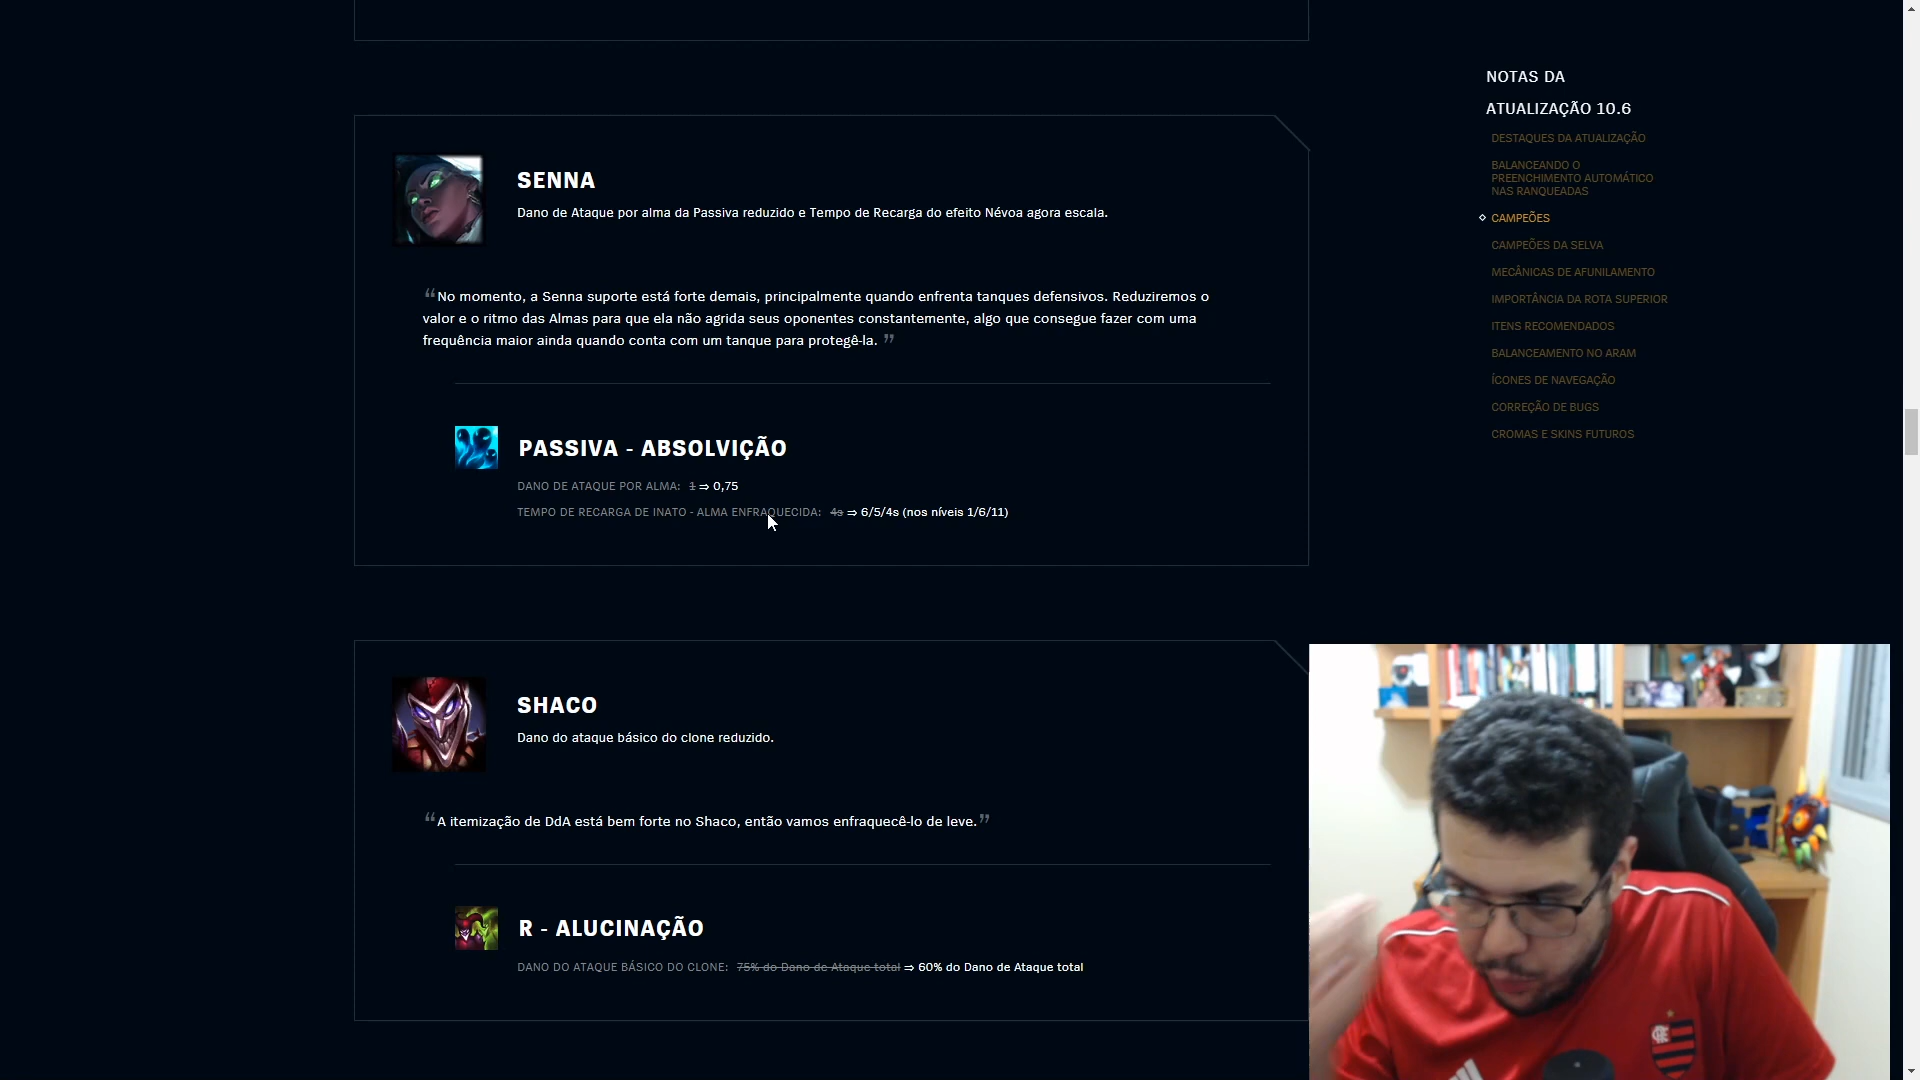 SENNA
Dano de Ataque por alma da Passiva reduzido e Tempo de Recarga do efeito Névoa agora escala.
“No momento, a Senna suporte está forte demais, principalmente quando enfrenta tanques defensivos. Reduziremos o
valor e o ritmo das Almas para que ela não agrida seus oponentes constantemente, algo que consegue fazer com uma
frequência maior ainda quando conta com um tanque para protegê-la. ”
PASSIVA - ABSOLVIÇÃO
DANO DE ATAQUE POR ALMA: 1 ⇒ 0,75
TEMPO DE RECARGA DE INATO - ALMA ENFRAQUECIDA: 4s ⇒ 6/5/4s (nos níveis 1/6/11)
SHACO
Dano do ataque básico do clone reduzido.
“A itemização de DdA está bem forte no Shaco, então vamos enfraquecê-lo de leve.”
R - ALUCINAÇÃO
DANO DO ATAQUE BÁSICO DO CLONE: 75% do Dano de Ataque total ⇒ 60% do Dano de Ataque total
NOTAS DA
ATUALIZAÇÃO 10.6
DESTAQUES DA ATUALIZAÇÃO
BALANCEANDO O
PREENCHIMENTO AUTOMÁTICO
NAS RANQUEADAS
CAMPEÕES
CAMPEÕES DA SELVA
MECÂNICAS DE AFUNILAMENTO
IMPORTÂNCIA DA ROTA SUPERIOR
ITENS RECOMENDADOS
BALANCEAMENTO NO ARAM
ÍCONES DE NAVEGAÇÃO
CORREÇÃO DE BUGS
CROMAS E SKINS FUTUROS